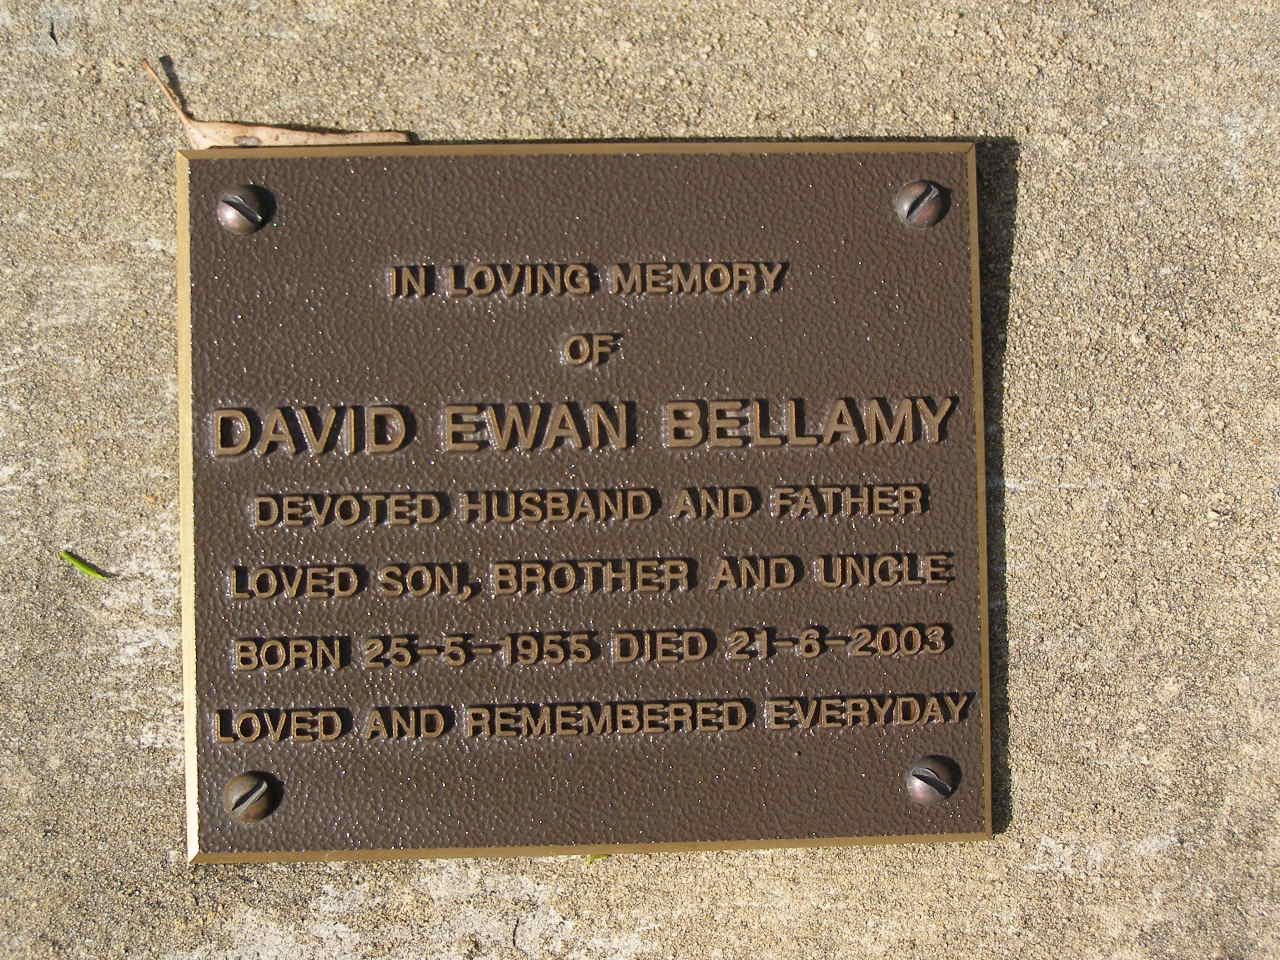 IN LOVING MEMORY
OF
DAVID EWAN BELLAMY
DEVOTED HUSBAND AND FATHER
LOVED SON, BROTHER AND UNCLE
BORN 25-5-1955 DIED 21-6-2003
LOVED AND REMEMBERED EVERYDAY